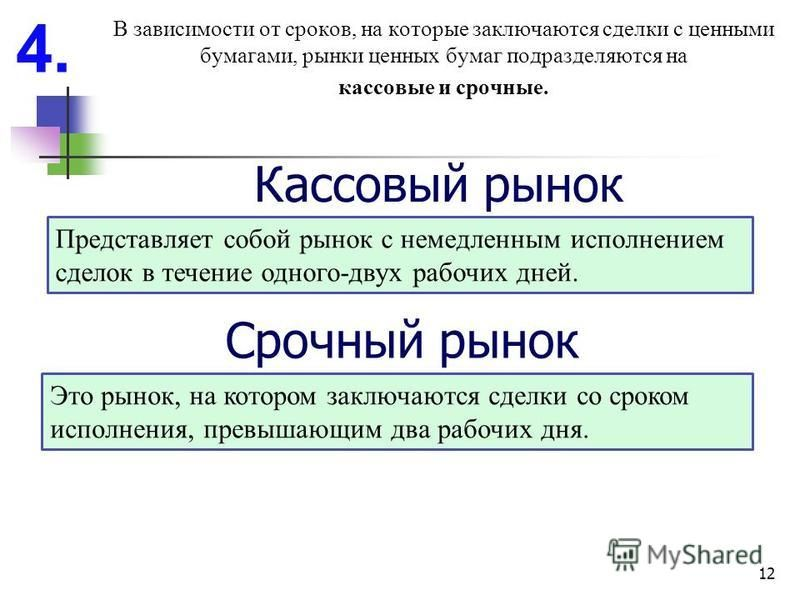 4.
В зависимости от сроков, на которые заключаются сделки с ценными
бумагами, рынки ценных бумаг подразделяются на
кассовые и срочные.
Кассовый рынок
Представляет собой рынок с немедленным исполнением
сделок в течение одного-двух рабочих дней.
Срочный рынок
Это рынок, на котором заключаются сделки со сроком
исполнения, превышающим два рабочих дня.
MyShared
12